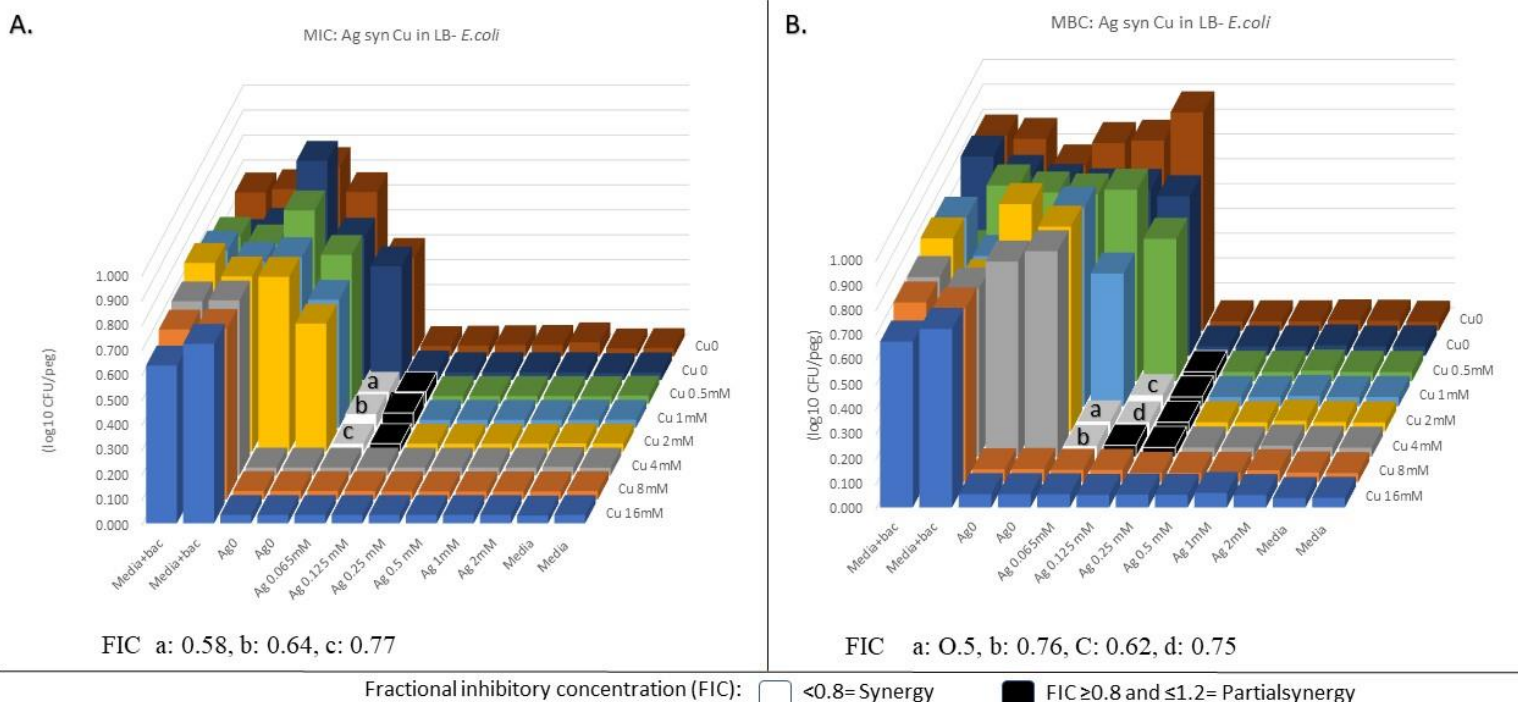 A.
MIC: Ag syn Cu in LB- E.coli
1.000
0.900
0.800
0.700
0.600
0.500
0.400
0.300
0.200
0.100
0.000
(log10 CFU/peg)
a
b
c
Cu0
Cu 0
Cu 0.5mM
Cu 1mM
Cu 2mM
Cu 4mM
Cu 8mM
Cu 16mM
Media+bac
Media+bac
Ag0
Ag0
Ag 0.065mM
Ag 0.125 mM
Ag 0.25 mM
Ag 0.5 mM
Ag 1mM
Ag 2mM
Media
Media
FIC a: 0.58, b: 0.64, c: 0.77
B.
MBC: Ag syn Cu in LB- E.coli
1.000
0.900
0.800
0.700
0.600
0.500
0.400
0.300
0.200
0.100
0.000
(log10 CFU/peg)
c
a
d
b
Cu0
Cu 0
Cu 0.5mM
Cu 1mM
Cu 2mM
Cu 4mM
Cu 8mM
Cu 16mM
Media+bac
Media+bac
Ag0
Ag0
Ag 0.065mM
Ag 0.125 mM
Ag 0.25 mM
Ag 0.5 mM
Ag 1mM
Ag 2mM
Media
Media
FIC a: O.5, b: 0.76, C: 0.62, d: 0.75
Fractional inhibitory concentration (FIC): <0.8= Synergy FIC ≥0.8 and ≤1.2= Partialsynergy